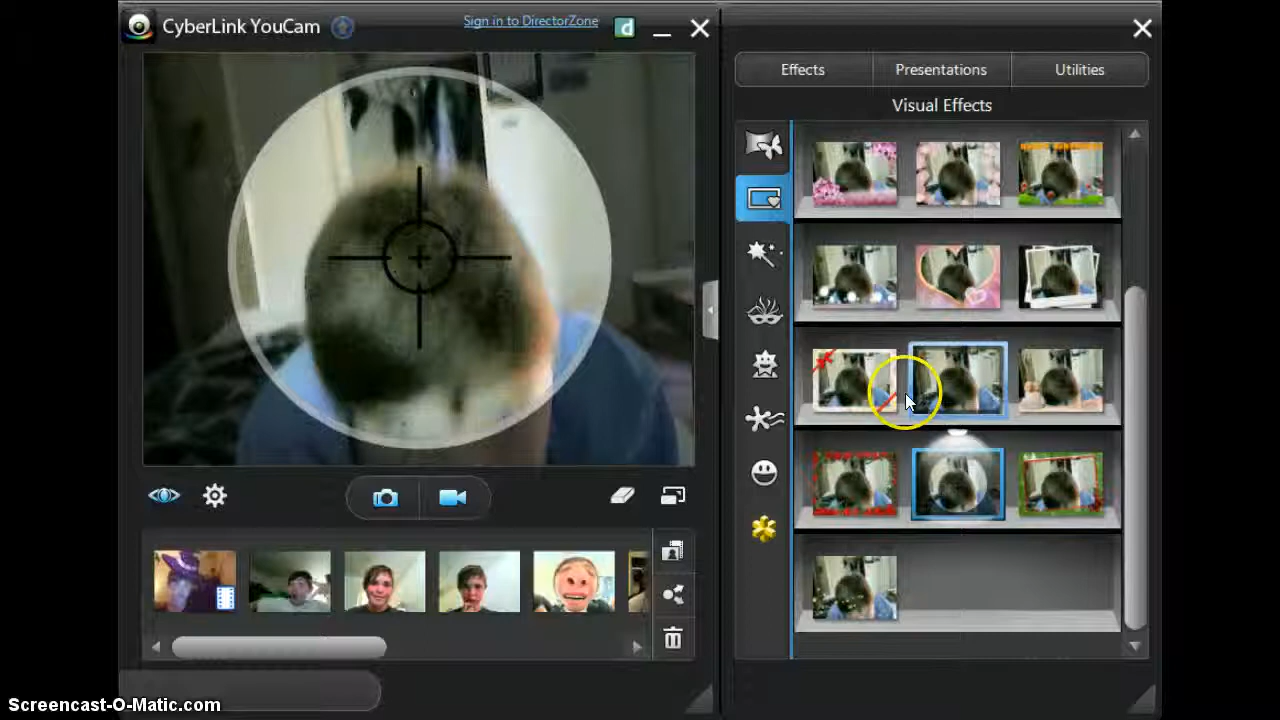 CyberLink YouCam
Sign in to DirectorZone
d
Effects
Presentations
Utilities
Visual Effects
Screencast-O-Matic.com